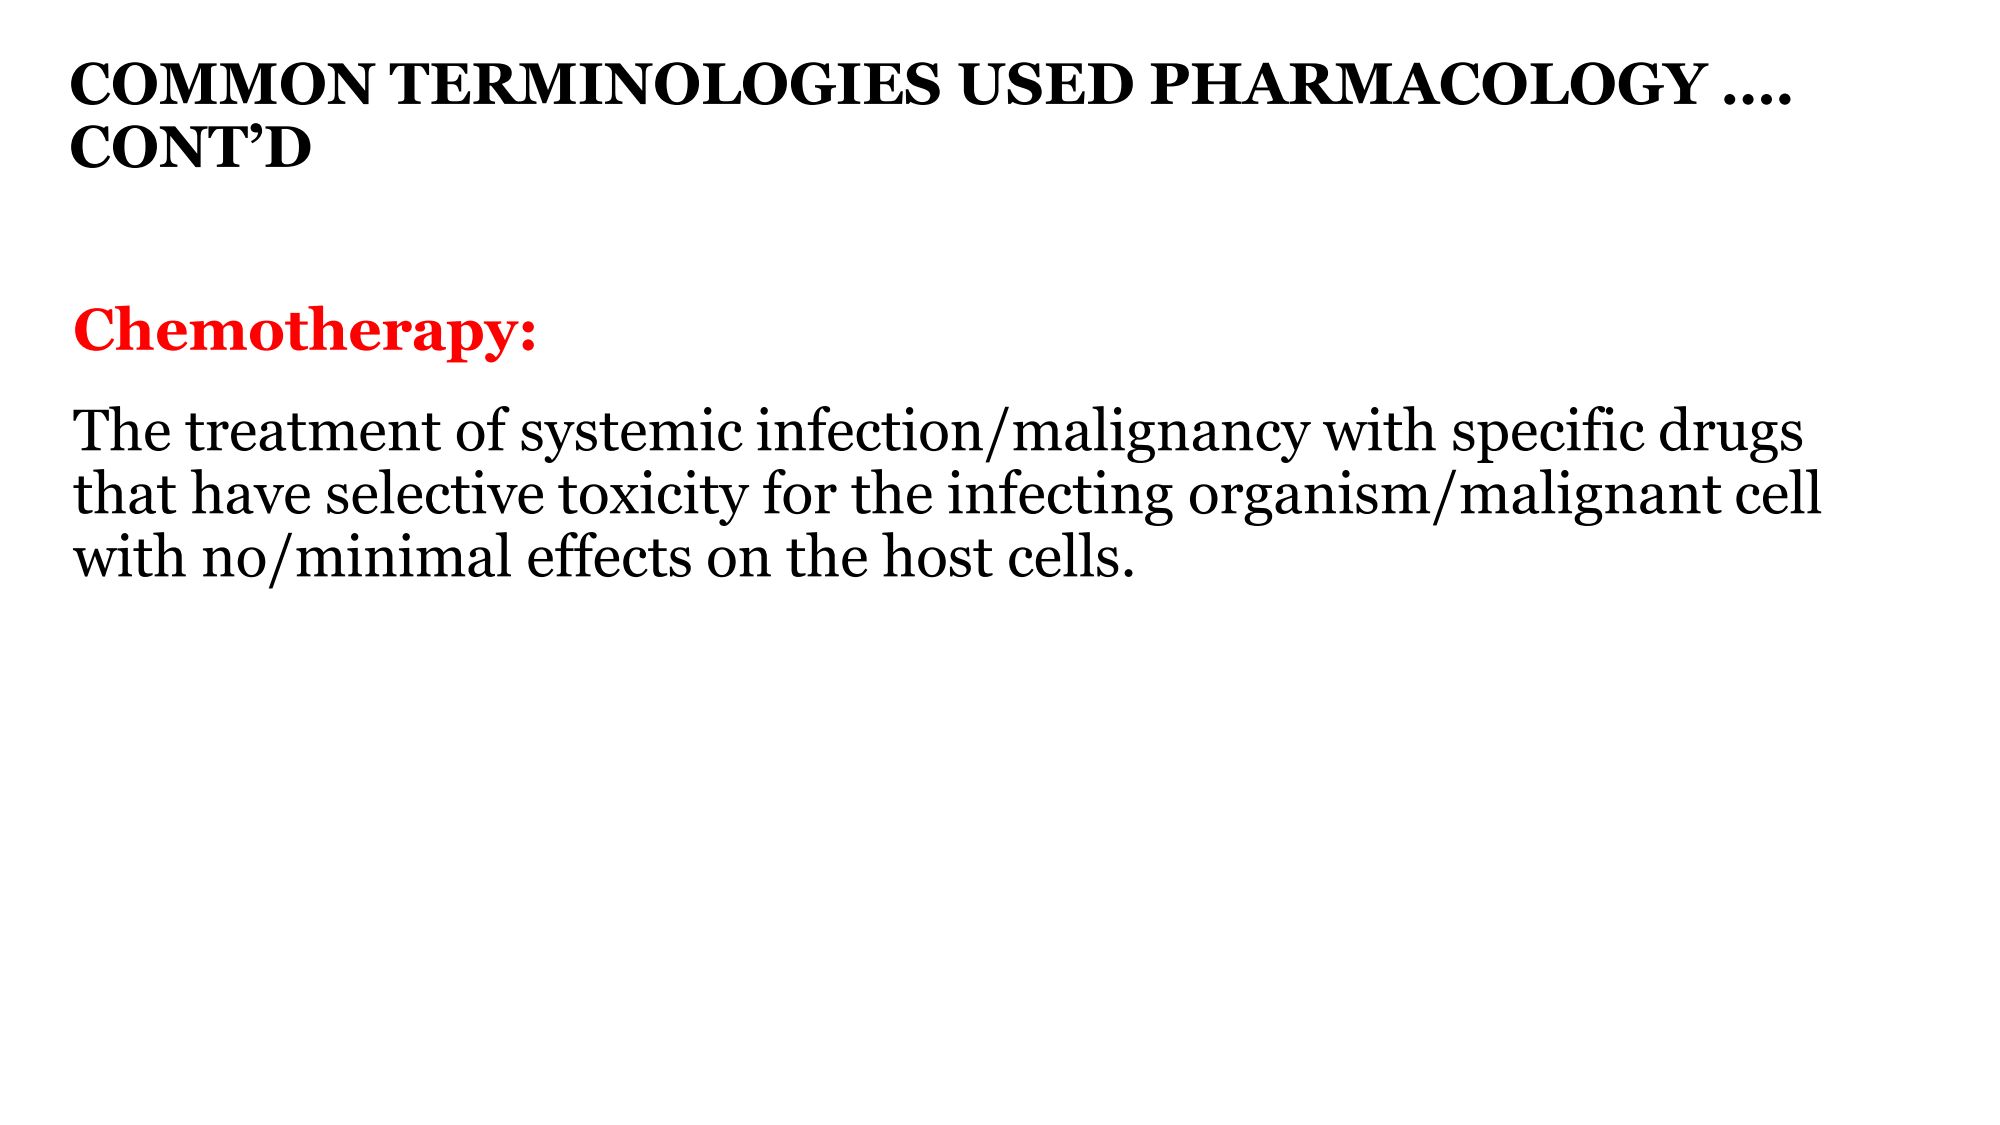 COMMON TERMINOLOGIES USED PHARMACOLOGY ....
CONT’D
Chemotherapy:
The treatment of systemic infection/malignancy with specific drugs
that have selective toxicity for the infecting organism/malignant cell
with no/minimal effects on the host cells.